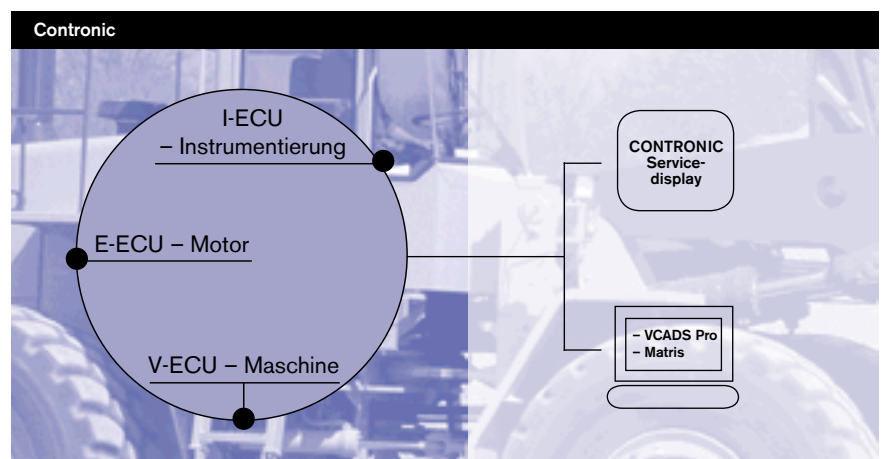 Contronic
I-ECU
– Instrumentierung
E-ECU – Motor
V-ECU – Maschine
CONTRONIC
Service-
display
– VCADS Pro
– Matris